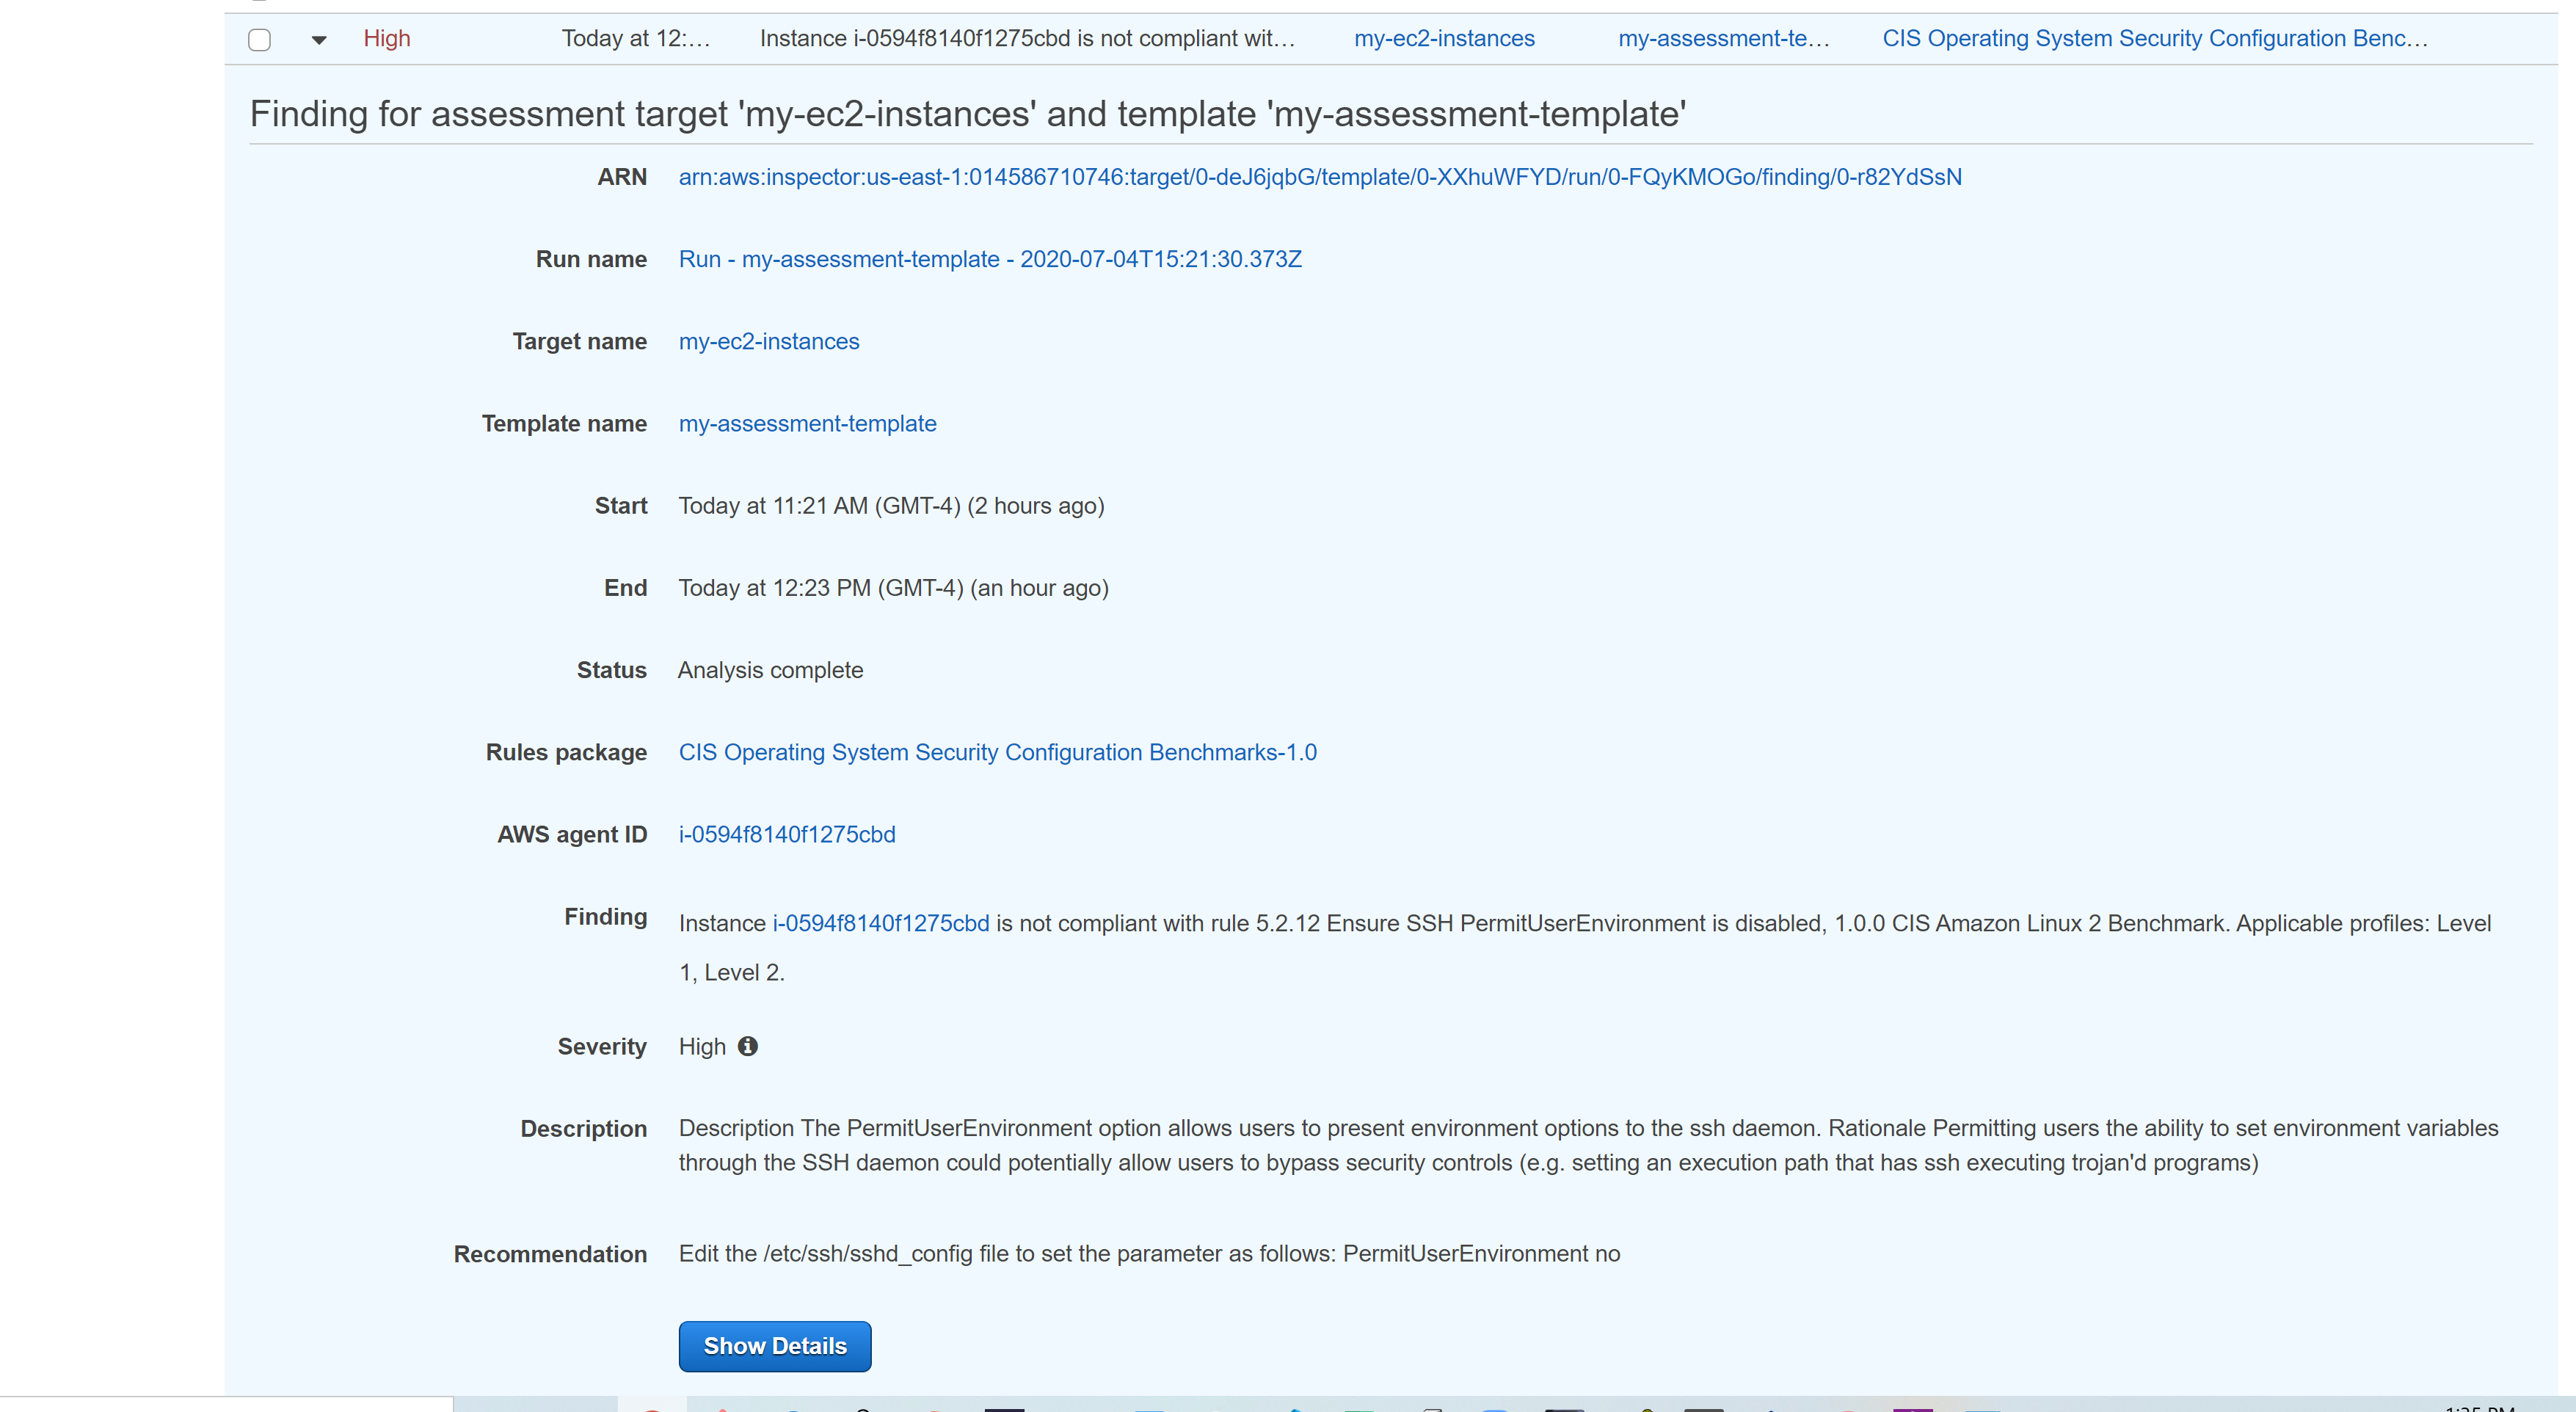 High Today at 12:... Instance i-0594f8140f1275cbd is not compliant wit... my-ec2-instances my-assessment-te... CIS Operating System Security Configuration Benc...
Finding for assessment target 'my-ec2-instances' and template 'my-assessment-template'
ARN arn:aws:inspector:us-east-1:014586710746:target/0-deJ6jqbG/template/0-XXhuWFYD/run/0-FQyKMOGo/finding/0-r82YdSsN
Run name Run - my-assessment-template - 2020-07-04T15:21:30.373Z
Target name my-ec2-instances
Template name my-assessment-template
Start Today at 11:21 AM (GMT-4) (2 hours ago)
End Today at 12:23 PM (GMT-4) (an hour ago)
Status Analysis complete
Rules package CIS Operating System Security Configuration Benchmarks-1.0
AWS agent ID i-0594f8140f1275cbd
Finding Instance i-0594f8140f1275cbd is not compliant with rule 5.2.12 Ensure SSH PermitUserEnvironment is disabled, 1.0.0 CIS Amazon Linux 2 Benchmark. Applicable profiles: Level
1, Level 2.
Severity High
Description Description The PermitUserEnvironment option allows users to present environment options to the ssh daemon. Rationale Permitting users the ability to set environment variables
through the SSH daemon could potentially allow users to bypass security controls (e.g. setting an execution path that has ssh executing trojan'd programs)
Recommendation Edit the /etc/ssh/sshd_config file to set the parameter as follows: PermitUserEnvironment no
Show Details